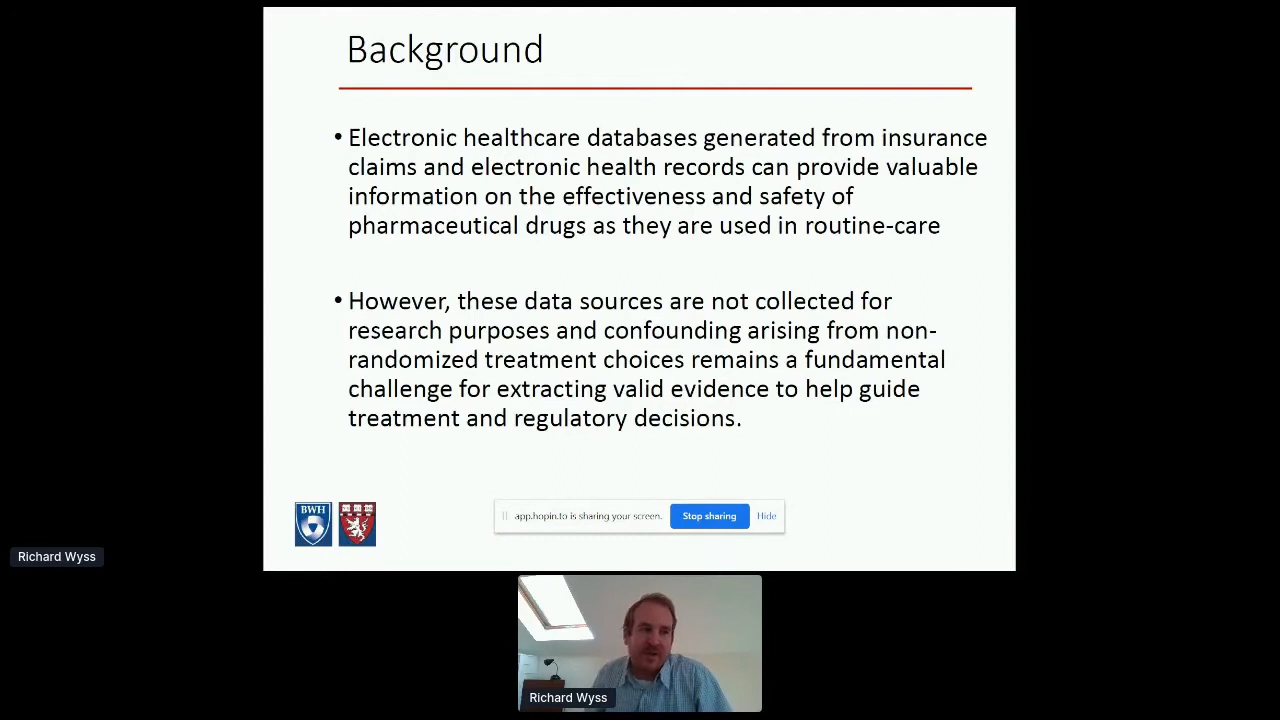 Background
• Electronic healthcare databases generated from insurance
claims and electronic health records can provide valuable
information on the effectiveness and safety of
pharmaceutical drugs as they are used in routine-care
• However, these data sources are not collected for
research purposes and confounding arising from non-
randomized treatment choices remains a fundamental
challenge for extracting valid evidence to help guide
treatment and regulatory decisions.
BWH
app.hopin.to is sharing your screen. Stop sharing Hide
Richard Wyss
Richard Wyss